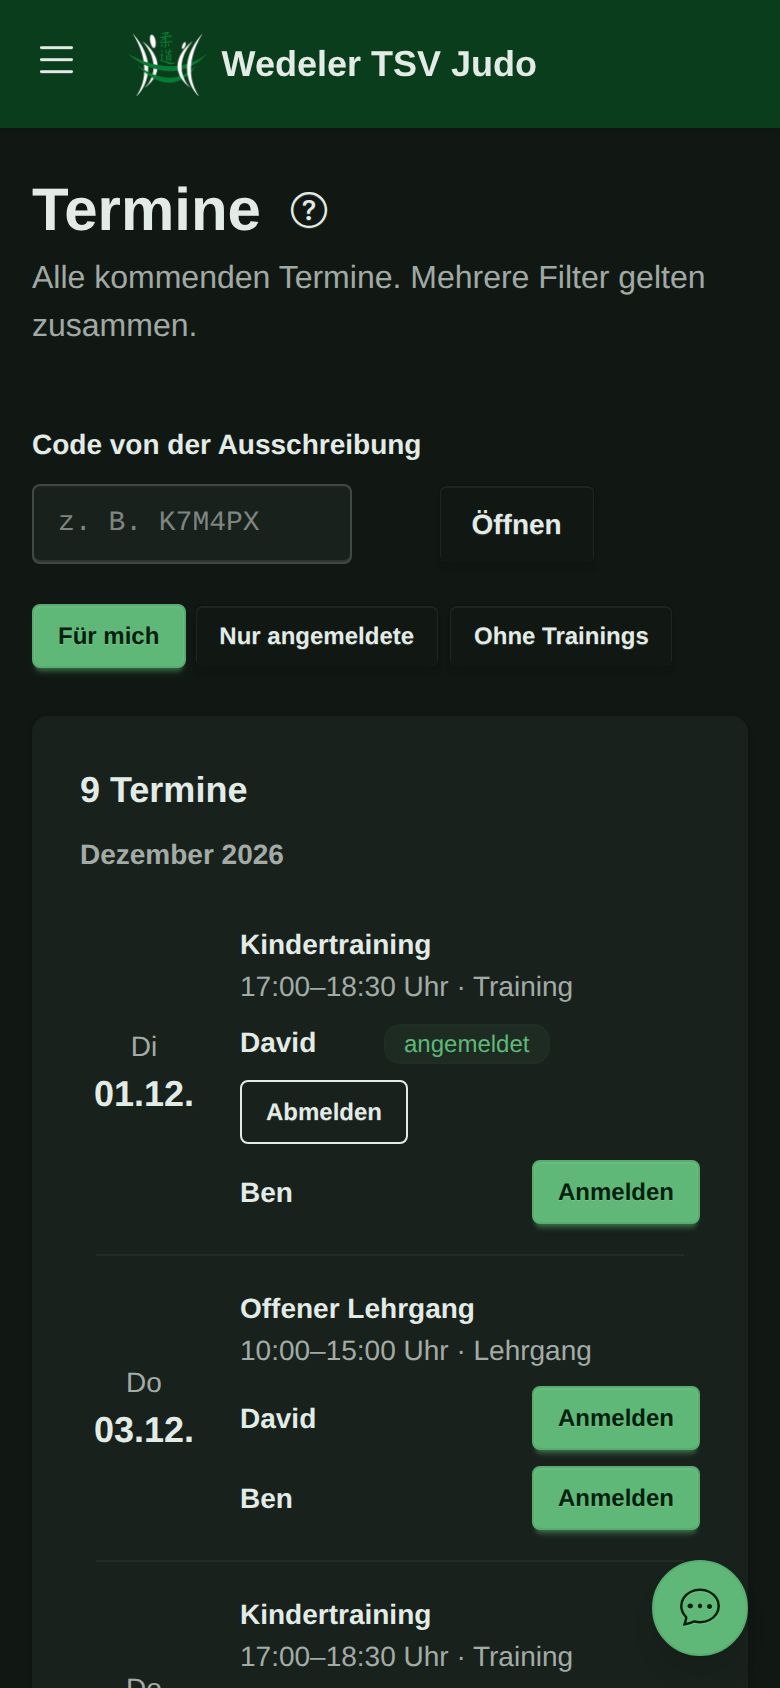 柔道
Wedeler TSV Judo
Termine ?
Alle kommenden Termine. Mehrere Filter gelten
zusammen.
Code von der Ausschreibung
z. B. K7M4PX
Öffnen
Für mich
Nur angemeldete
Ohne Trainings
9 Termine
Dezember 2026
Di
01.12.
Kindertraining
17:00–18:30 Uhr · Training
David
angemeldet
Abmelden
Ben
Anmelden
Do
03.12.
Offener Lehrgang
10:00–15:00 Uhr · Lehrgang
David
Anmelden
Ben
Anmelden
Kindertraining
17:00–18:30 Uhr · Training